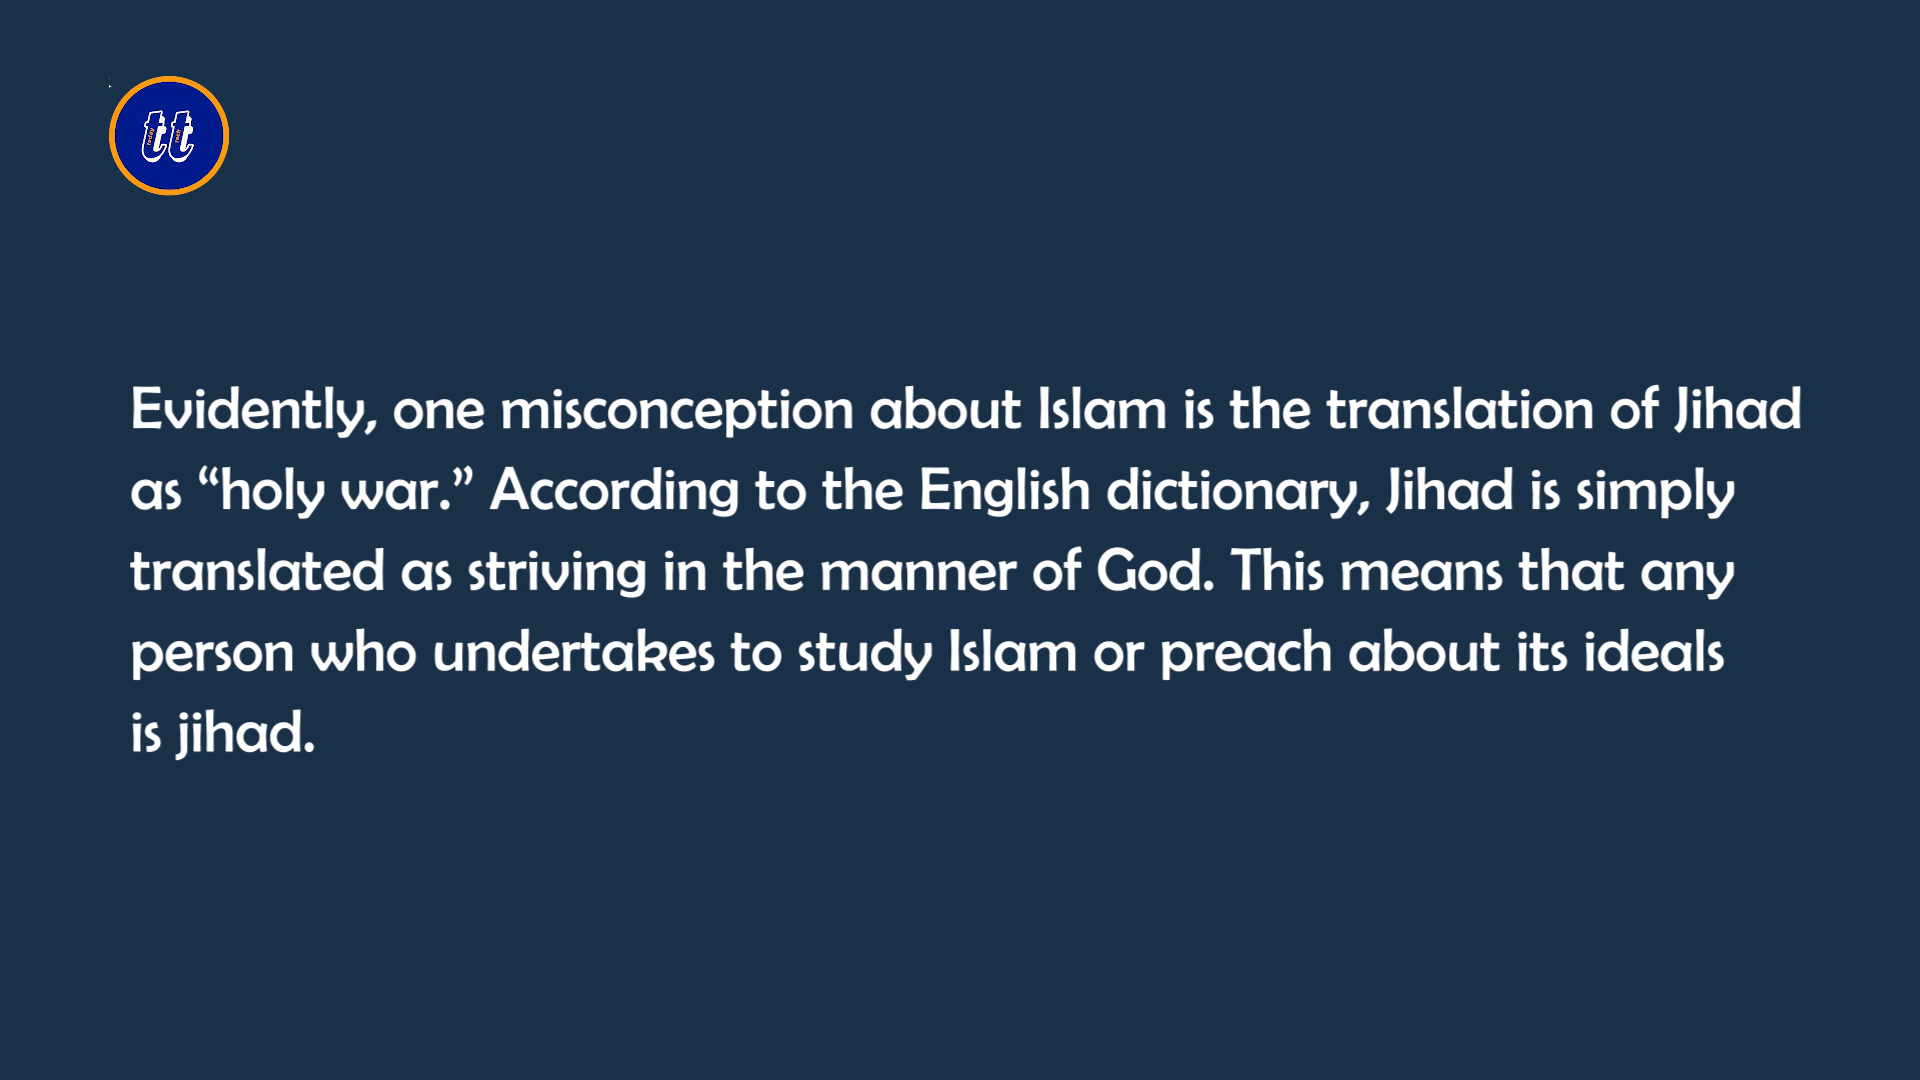 tt
Evidently, one misconception about Islam is the translation of Jihad
as “holy war.” According to the English dictionary, Jihad is simply
translated as striving in the manner of God. This means that any
person who undertakes to study Islam or preach about its ideals
is jihad.